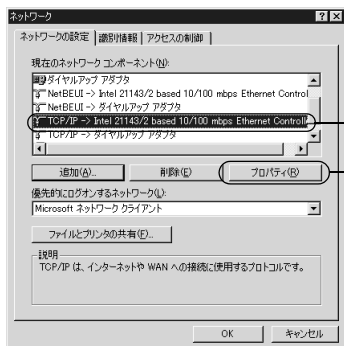 ネットワーク
ネットワークの設定 識別情報 アクセスの制御
現在のネットワーク コンポーネント(N):
ダイヤルアップ アダプタ
NetBEUI -> Intel 21143/2 based 10/100 mbps Ethernet Control
NetBEUI -> ダイヤルアップ アダプタ
TCP/IP -> Intel 21143/2 based 10/100 mbps Ethernet Controll
TCP/IP -> ダイヤルアップ アダプタ
追加(A)... 削除(E) プロパティ(R)
優先的にログオンするネットワーク(L):
Microsoft ネットワーク クライアント
ファイルとプリンタの共有(F)...
説明
TCP/IP は、インターネットや WAN への接続に使用するプロトコルです。
OK キャンセル